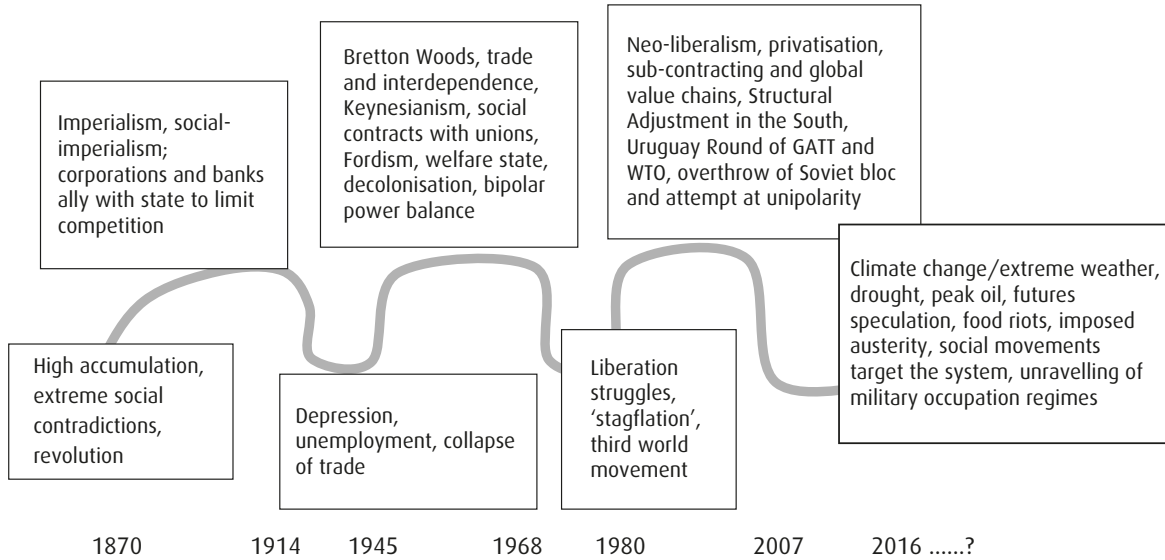 Imperialism, social-
imperialism;
corporations and banks
ally with state to limit
competition
Bretton Woods, trade
and interdependence,
Keynesianism, social
contracts with unions,
Fordism, welfare state,
decolonisation, bipolar
power balance
Neo-liberalism, privatisation,
sub-contracting and global
value chains, Structural
Adjustment in the South,
Uruguay Round of GATT and
WTO, overthrow of Soviet bloc
and attempt at unipolarity
High accumulation,
extreme social
contradictions,
revolution
Depression,
unemployment, collapse
of trade
Liberation
struggles,
‘stagflation’,
third world
movement
Climate change/extreme weather,
drought, peak oil, futures
speculation, food riots, imposed
austerity, social movements
target the system, unravelling of
military occupation regimes
1870 1914 1945 1968 1980 2007 2016 ......?